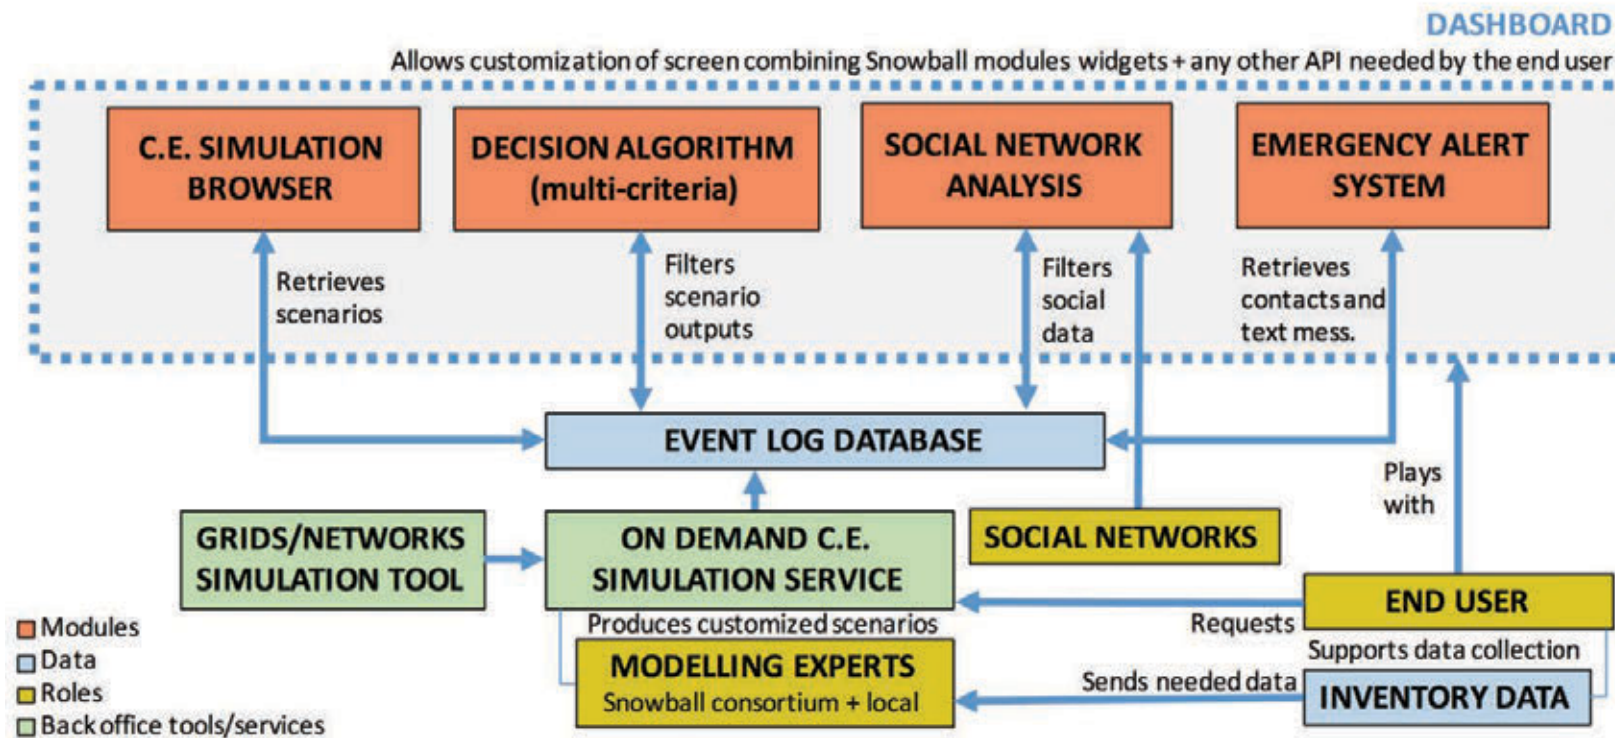 DASHBOARD
Allows customization of screen combining Snowball modules widgets + any other API needed by the end user
C.E. SIMULATION
BROWSER
DECISION ALGORITHM
(multi-criteria)
SOCIAL NETWORK
ANALYSIS
EMERGENCY ALERT
SYSTEM
Retrieves
scenarios
Filters
scenario
outputs
Filters
social
data
Retrieves
contacts and
text mess.
EVENT LOG DATABASE
Plays
with
GRIDS/NETWORKS
SIMULATION TOOL
ON DEMAND C.E.
SIMULATION SERVICE
SOCIAL NETWORKS
END USER
Requests
Produces customized scenarios
Supports data collection
MODELLING EXPERTS
Snowball consortium + local
Sends needed data
INVENTORY DATA
Modules
Data
Roles
Back office tools/services